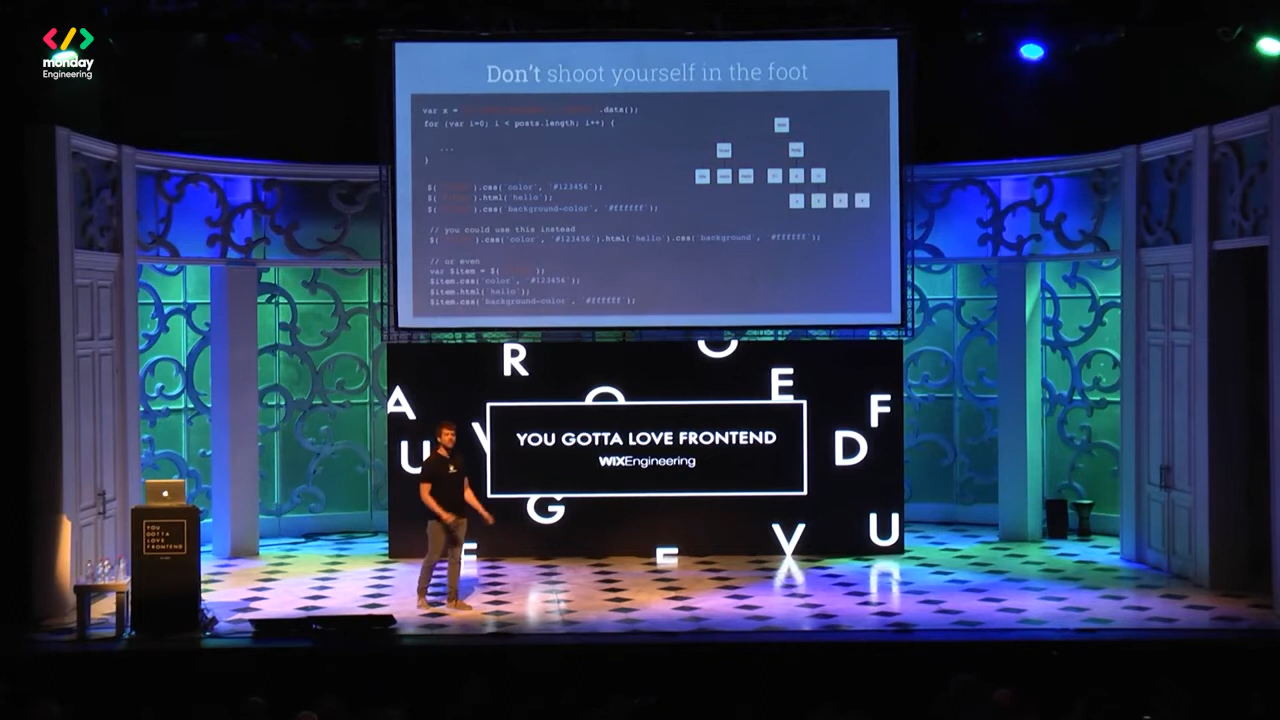 monday
Engineering
Don't shoot yourself in the foot
var x = .data();
for (var i=0; i < posts.length; i++) {
...
}
$( ).css('color', '#123456');
$( ).html('hello');
$( ).css('background-color', '#ffffff');
// you could use this instead
$( ).css('color', '#123456').html('hello').css('background', '#ffffff');
// or even
var $item = $( );
$item.css('color', '#123456');
$item.html('hello');
$item.css('background-color', '#ffffff');
R
E
A
F
YOU GOTTA LOVE FRONTEND
U
V
D
WIXEngineering
G
V
U
E
YOU
GOTTA
LOVE
FRONTEND